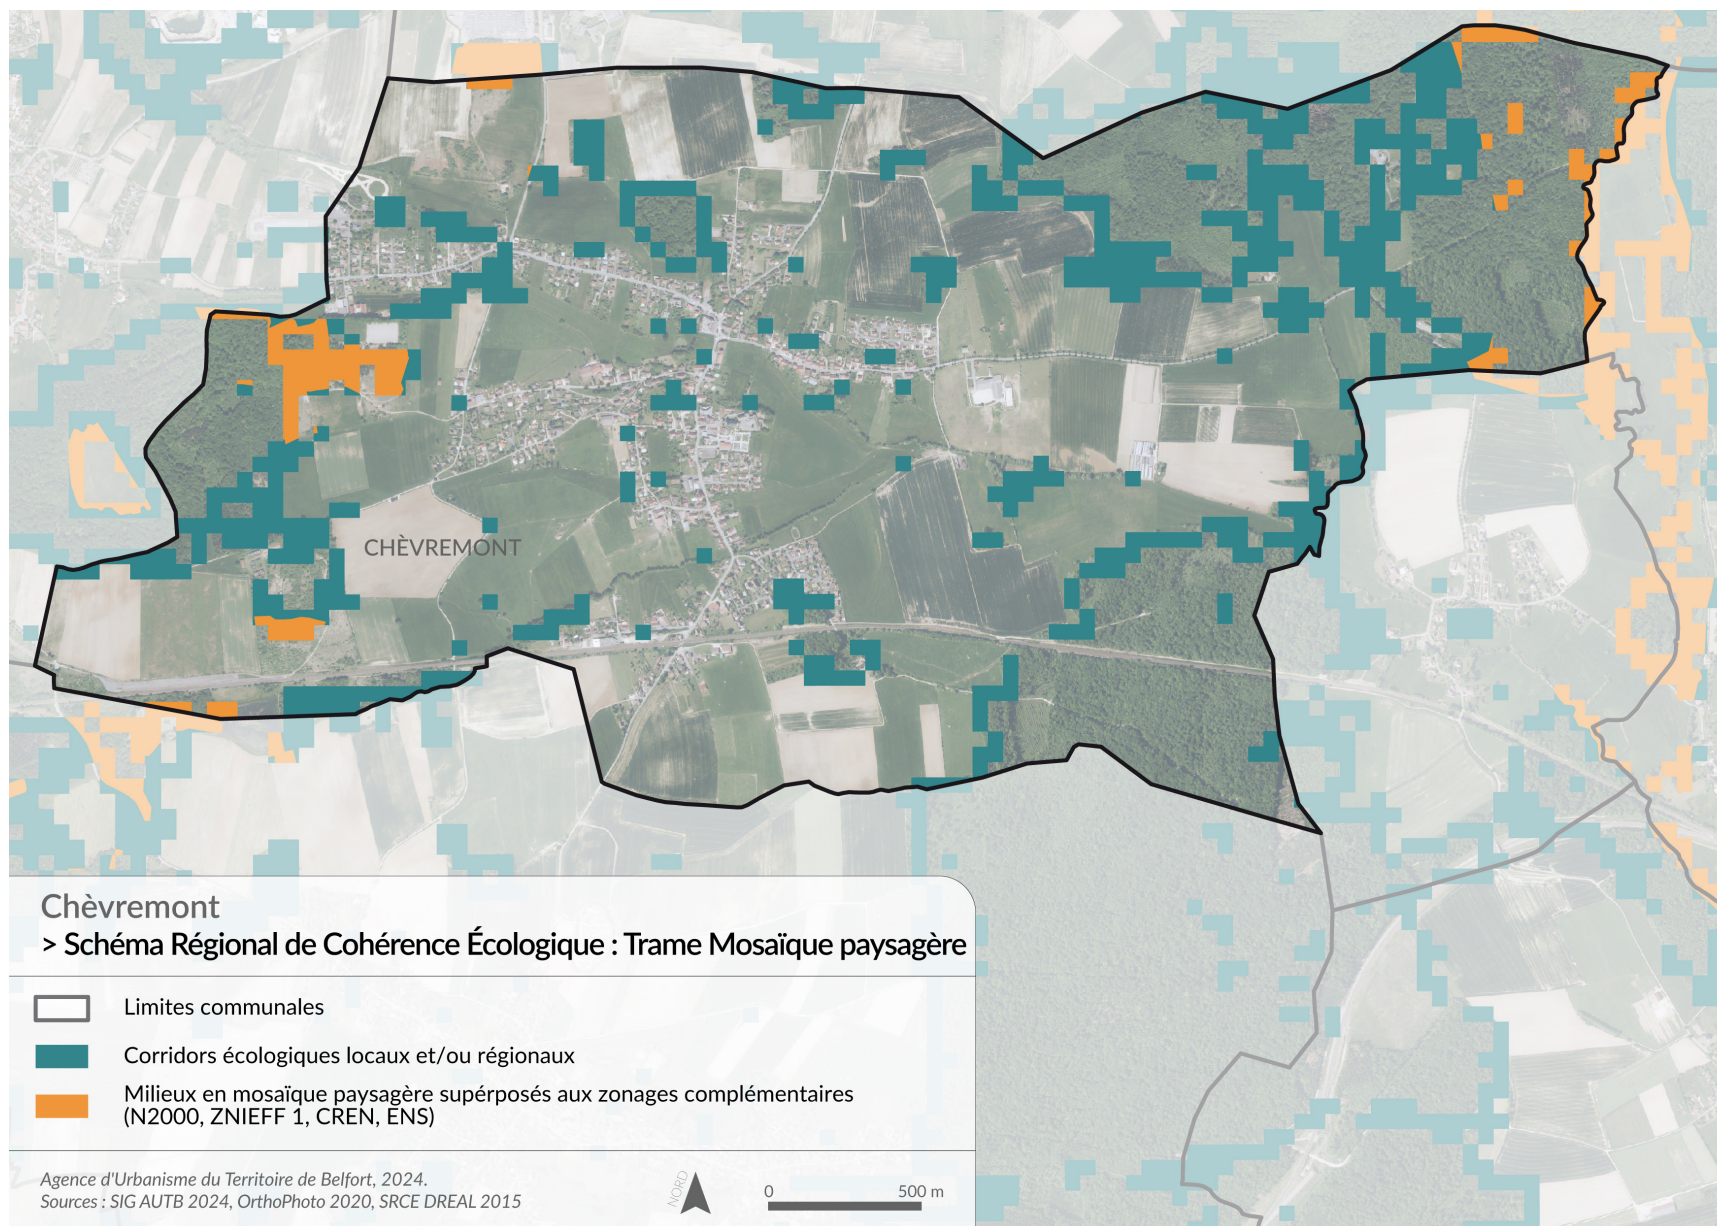 CHÈVREMONT
Chèvremont
> Schéma Régional de Cohérence Écologique : Trame Mosaïque paysagère
Limites communales
Corridors écologiques locaux et/ou régionaux
Milieux en mosaïque paysagère supérposés aux zonages complémentaires
(N2000, ZNIEFF 1, CREN, ENS)
Agence d'Urbanisme du Territoire de Belfort, 2024.
Sources : SIG AUTB 2024, OrthoPhoto 2020, SRCE DREAL 2015
NORD
0 500 m